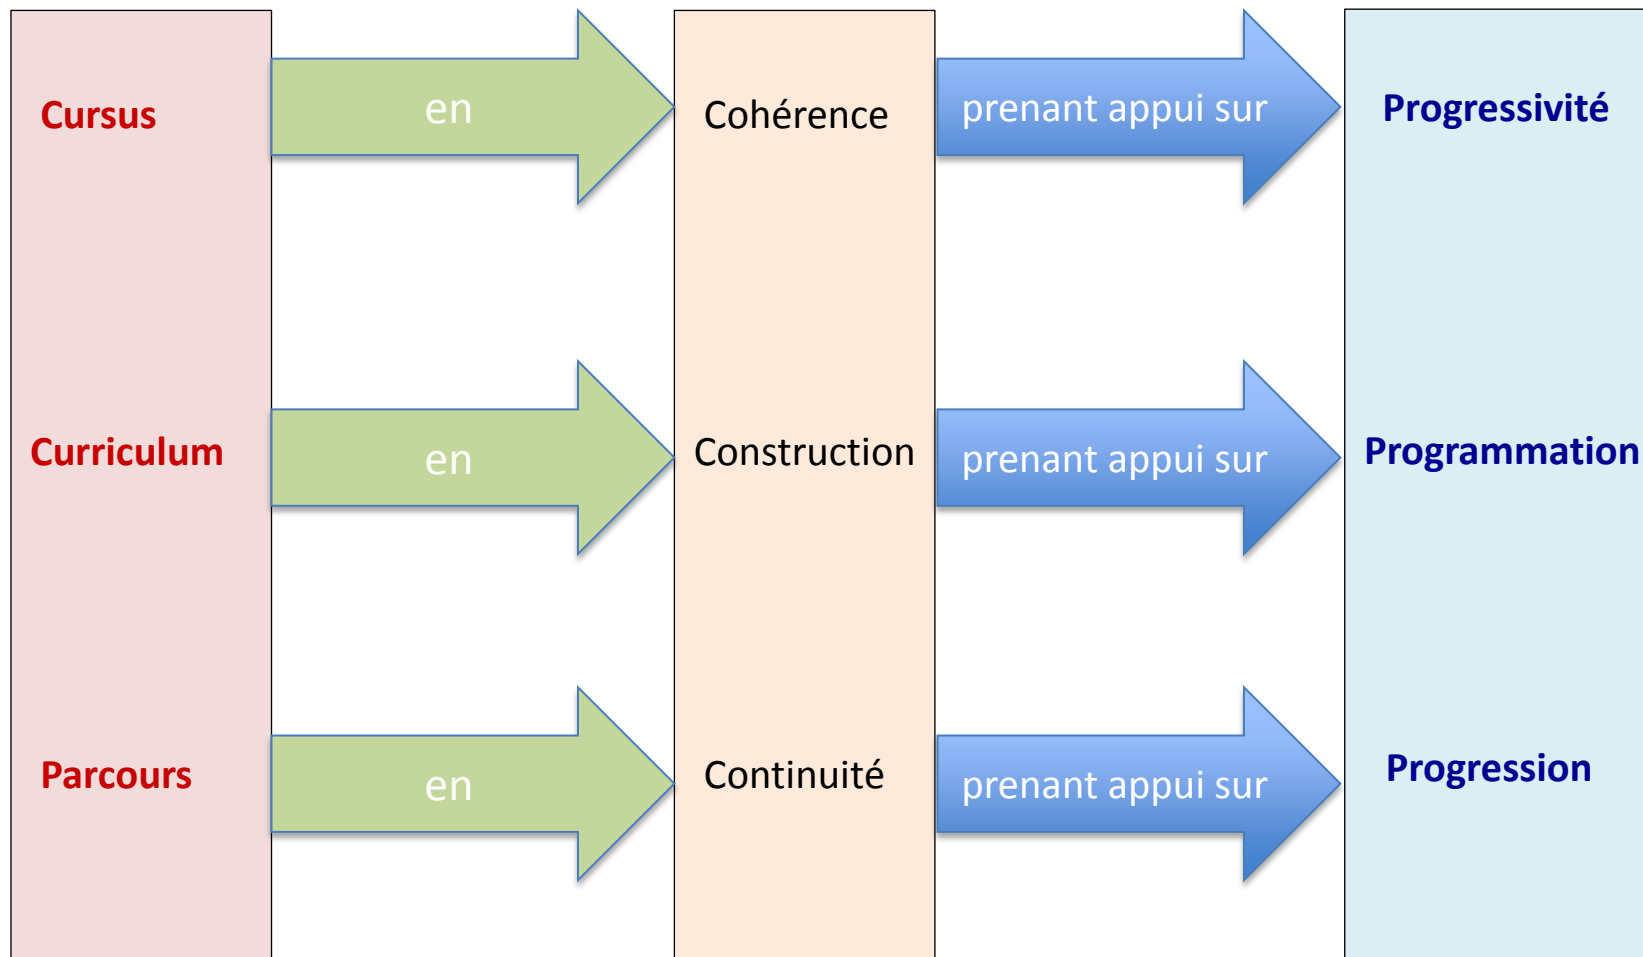 Cursus en Cohérence prenant appui sur Progressivité
Curriculum en Construction prenant appui sur Programmation
Parcours en Continuité prenant appui sur Progression